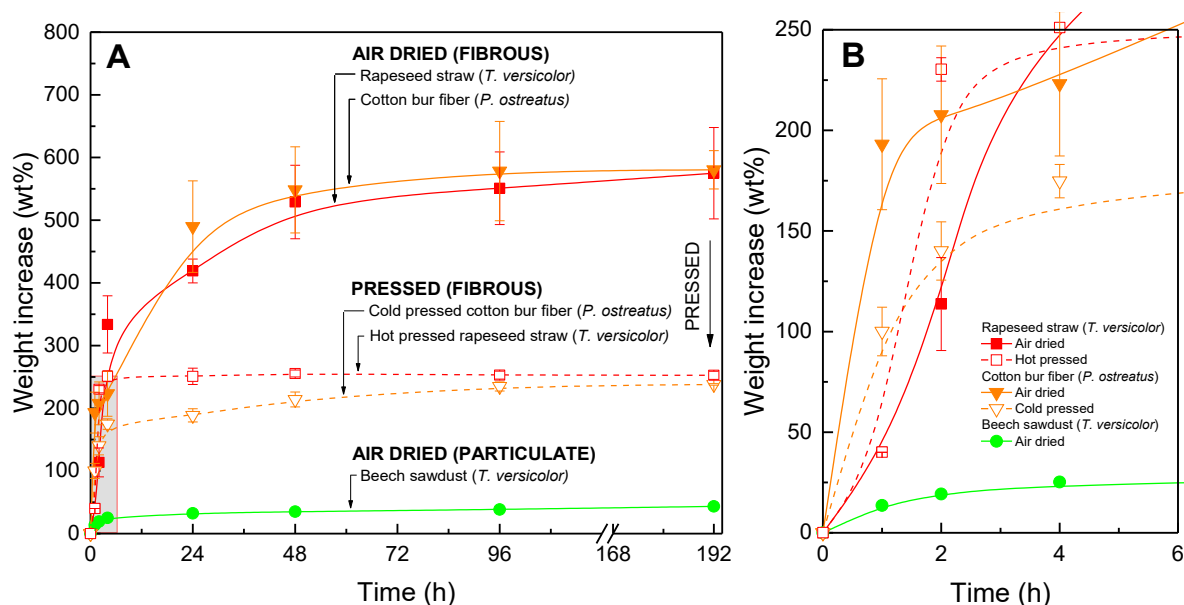 A
Weight increase (wt%)
800
700
600
500
400
300
200
100
0
AIR DRIED (FIBROUS)
Rapeseed straw (T. versicolor)
Cotton bur fiber (P. ostreatus)
PRESSED (FIBROUS)
Cold pressed cotton bur fiber (P. ostreatus)
Hot pressed rapeseed straw (T. versicolor)
PRESSED
AIR DRIED (PARTICULATE)
Beech sawdust (T. versicolor)
0 24 48 72 96 168 192
Time (h)
B
Weight increase (wt%)
250
200
150
100
50
0
Rapeseed straw (T. versicolor)
Air dried
Hot pressed
Cotton bur fiber (P. ostreatus)
Air dried
Cold pressed
Beech sawdust (T. versicolor)
Air dried
0 2 4 6
Time (h)